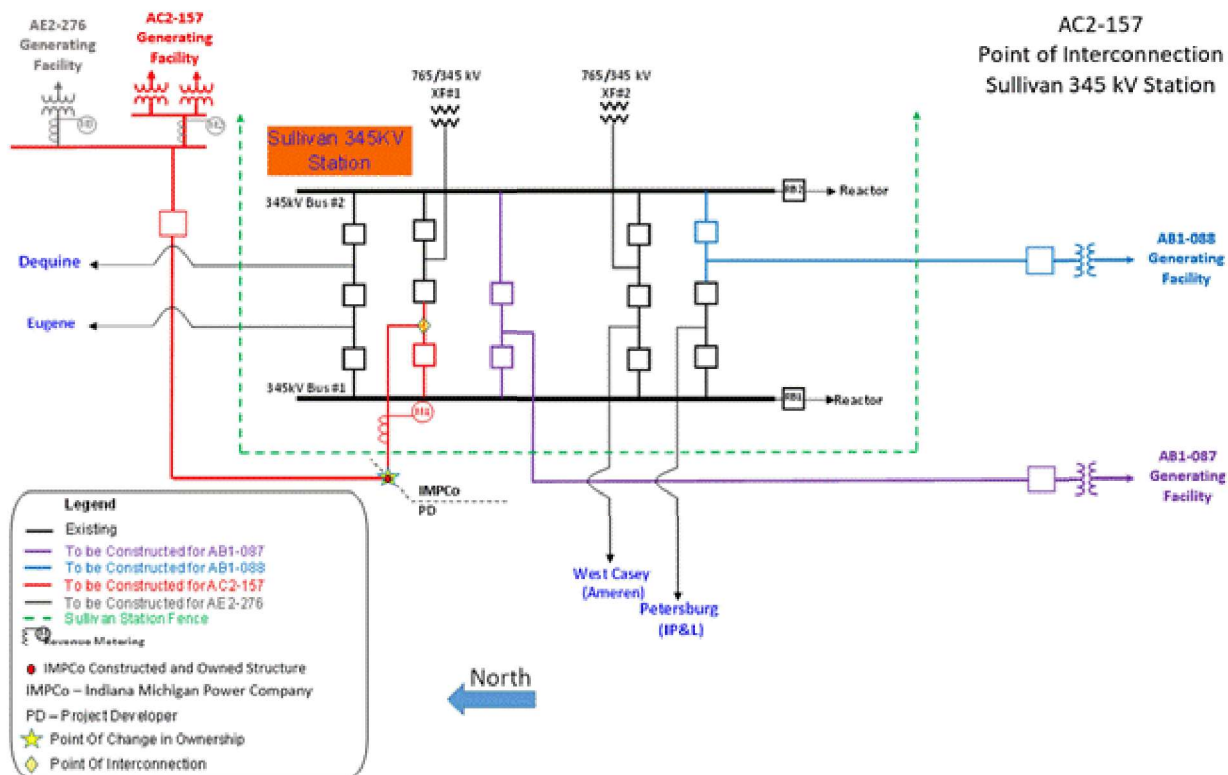 AE2-276
Generating
Facility
AC2-157
Generating
Facility
AC2-157
Point of Interconnection
Sullivan 345 kV Station
765/345 kV
XF#1
765/345 kV
XF#2
M2
Sullivan 345KV
Station
345kV Bus #2
RB2
Reactor
Dequine
AB1-088
Generating
Facility
Eugene
345kV Bus #1
RB1
Reactor
M1
AB1-087
Generating
Facility
IMPCo
PD
Legend
Existing
To be Constructed for AB1-087
To be Constructed for AB1-088
To be Constructed for AC2-157
To be Constructed for AE2-276
Sullivan Station Fence
Revenue Metering
IMPCo Constructed and Owned Structure
IMPCo – Indiana Michigan Power Company
PD – Project Developer
Point Of Change in Ownership
Point Of Interconnection
West Casey
(Ameren)
Petersburg
(IP&L)
North